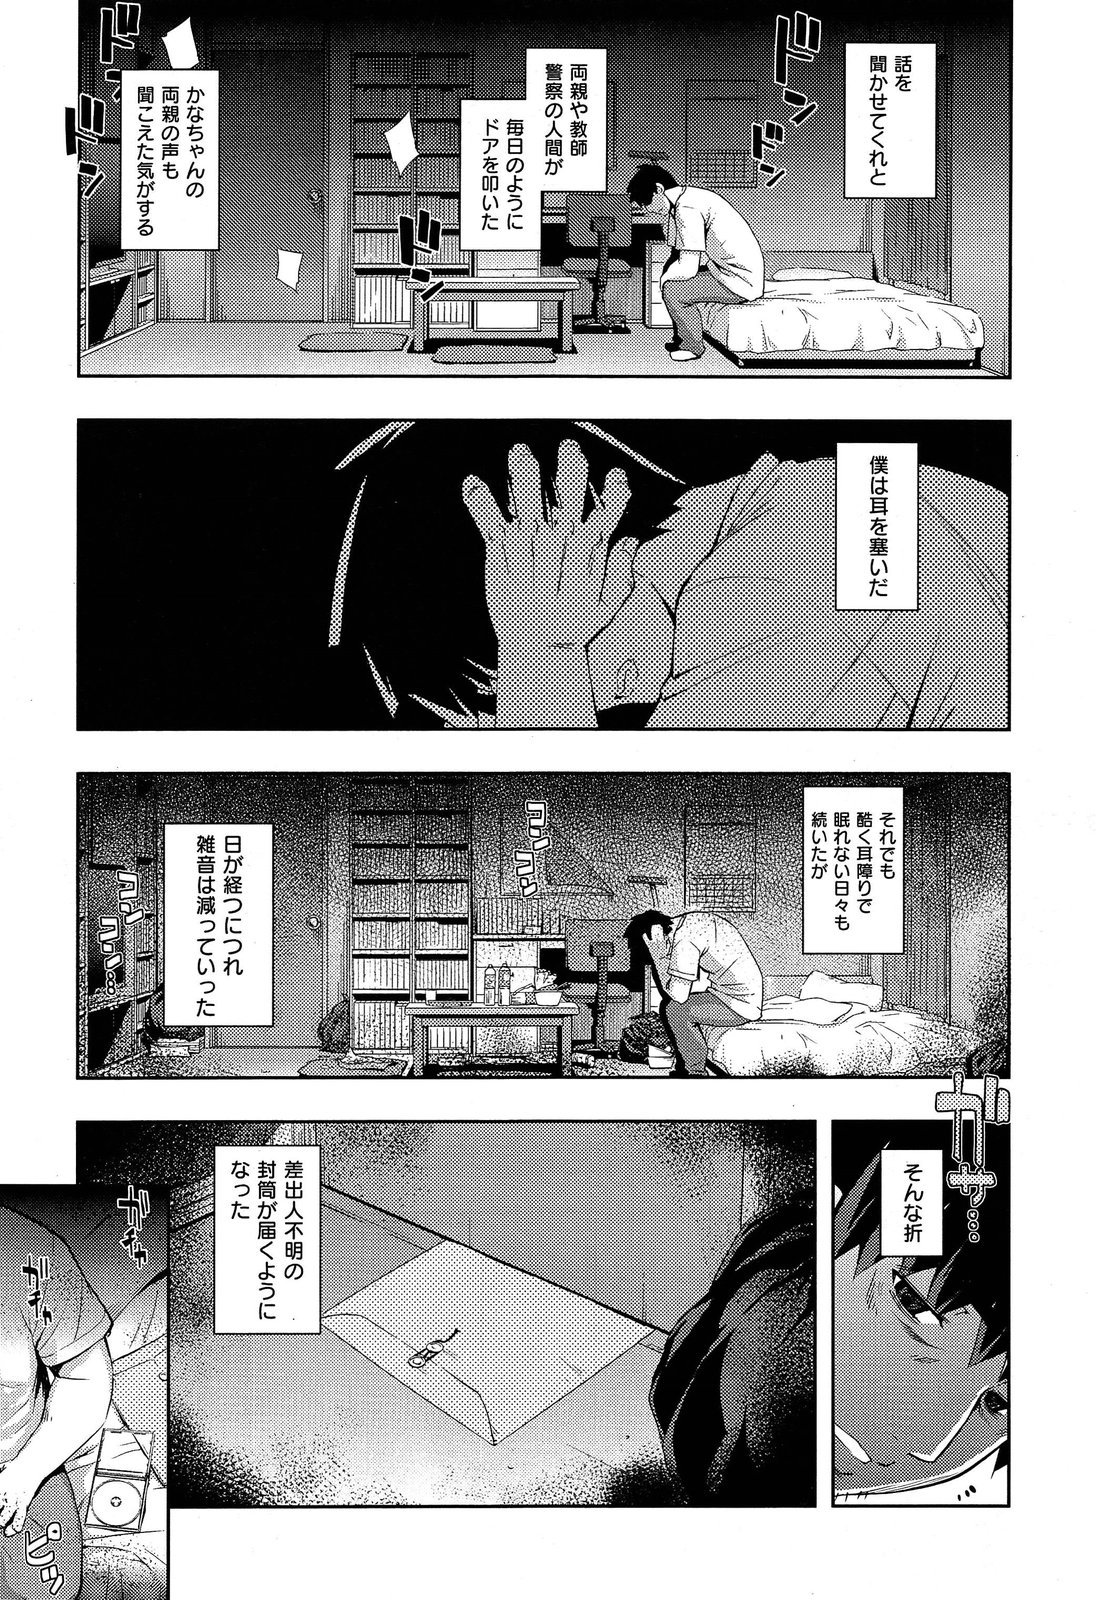 話を
聞かせてくれと
ドンッ
両親や教師
警察の人間が
毎日のように
ドアを叩いた
ドンッ
ドンッ
かなちゃんの
両親の声も
聞こえた気がする
僕は耳を塞いだ
それでも
酷く耳障りで
眠れない日々も
続いたが
コンコン
日が経つにつれ
雑音は減っていった
コンコン…
ガサ…
そんな折
差出人不明の
封筒が届くように
なった
ガチャ
ガチャ
ピッ